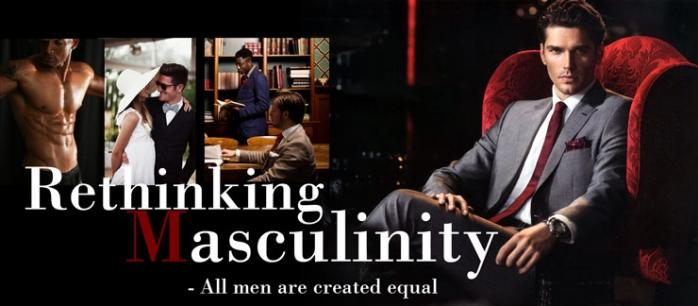 Rethinking
Masculinity
- All men are created equal